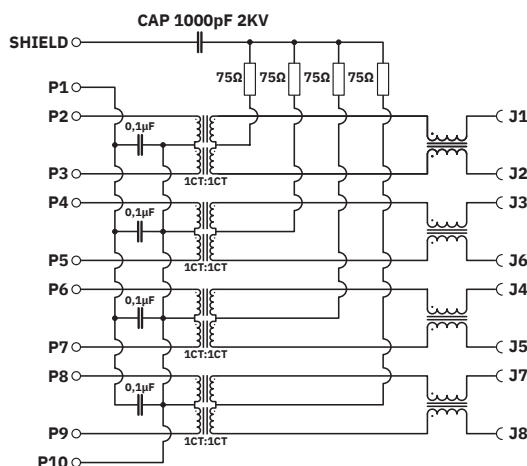 CAP 1000pF 2KV
SHIELD
75Ω 75Ω 75Ω 75Ω
P1
P2 J1
0,1µF
P3 J2
1CT:1CT
P4 J3
0,1µF
P5 J6
1CT:1CT
P6 J4
0,1µF
P7 J5
1CT:1CT
P8 J7
0,1µF
P9 J8
1CT:1CT
P10